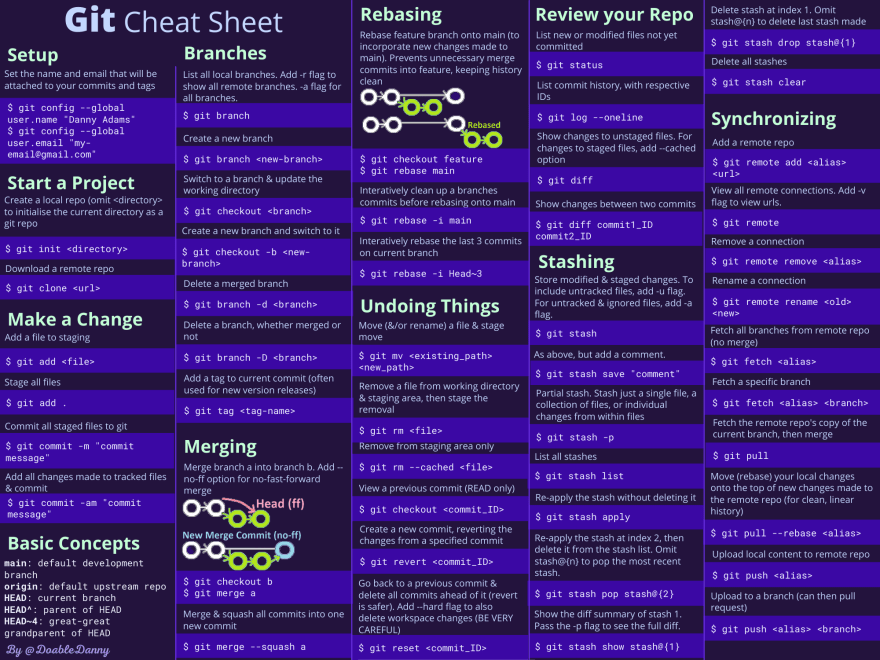 Git Cheat Sheet
Setup
Set the name and email that will be
attached to your commits and tags
$ git config --global
user.name "Danny Adams"
$ git config --global
user.email "my-
email@gmail.com"
Start a Project
Create a local repo (omit <directory>
to initialise the current directory as a
git repo
$ git init <directory>
Download a remote repo
$ git clone <url>
Make a Change
Add a file to staging
$ git add <file>
Stage all files
$ git add .
Commit all staged files to git
$ git commit -m "commit
message"
Add all changes made to tracked files
& commit
$ git commit -am "commit
message"
Basic Concepts
main: default development
branch
origin: default upstream repo
HEAD: current branch
HEAD^: parent of HEAD
HEAD~4: great-great
grandparent of HEAD
By @DoableDanny
Branches
List all local branches. Add -r flag to
show all remote branches. -a flag for
all branches.
$ git branch
Create a new branch
$ git branch <new-branch>
Switch to a branch & update the
working directory
$ git checkout <branch>
Create a new branch and switch to it
$ git checkout -b <new-
branch>
Delete a merged branch
$ git branch -d <branch>
Delete a branch, whether merged or
not
$ git branch -D <branch>
Add a tag to current commit (often
used for new version releases)
$ git tag <tag-name>
Merging
Merge branch a into branch b. Add --
no-ff option for no-fast-forward
merge
Head (ff)
New Merge Commit (no-ff)
$ git checkout b
$ git merge a
Merge & squash all commits into one
new commit
$ git merge --squash a
Rebasing
Rebase feature branch onto main (to
incorporate new changes made to
main). Prevents unnecessary merge
commits into feature, keeping history
clean
Rebased
$ git checkout feature
$ git rebase main
Interatively clean up a branches
commits before rebasing onto main
$ git rebase -i main
Interatively rebase the last 3 commits
on current branch
$ git rebase -i Head~3
Undoing Things
Move (&/or rename) a file & stage
move
$ git mv <existing_path>
<new_path>
Remove a file from working directory
& staging area, then stage the
removal
$ git rm <file>
Remove from staging area only
$ git rm --cached <file>
View a previous commit (READ only)
$ git checkout <commit_ID>
Create a new commit, reverting the
changes from a specified commit
$ git revert <commit_ID>
Go back to a previous commit &
delete all commits ahead of it (revert
is safer). Add --hard flag to also
delete workspace changes (BE VERY
CAREFUL)
$ git reset <commit_ID>
Review your Repo
List new or modified files not yet
committed
$ git status
List commit history, with respective
IDs
$ git log --oneline
Show changes to unstaged files. For
changes to staged files, add --cached
option
$ git diff
Show changes between two commits
$ git diff commit1_ID
commit2_ID
Stashing
Store modified & staged changes. To
include untracked files, add -u flag.
For untracked & ignored files, add -a
flag.
$ git stash
As above, but add a comment.
$ git stash save "comment"
Partial stash. Stash just a single file, a
collection of files, or individual
changes from within files
$ git stash -p
List all stashes
$ git stash list
Re-apply the stash without deleting it
$ git stash apply
Re-apply the stash at index 2, then
delete it from the stash list. Omit
stash@{n} to pop the most recent
stash.
$ git stash pop stash@{2}
Show the diff summary of stash 1.
Pass the -p flag to see the full diff.
$ git stash show stash@{1}
Delete stash at index 1. Omit
stash@{n} to delete last stash made
$ git stash drop stash@{1}
Delete all stashes
$ git stash clear
Synchronizing
Add a remote repo
$ git remote add <alias>
<url>
View all remote connections. Add -v
flag to view urls.
$ git remote
Remove a connection
$ git remote remove <alias>
Rename a connection
$ git remote rename <old>
<new>
Fetch all branches from remote repo
(no merge)
$ git fetch <alias>
Fetch a specific branch
$ git fetch <alias> <branch>
Fetch the remote repo's copy of the
current branch, then merge
$ git pull
Move (rebase) your local changes
onto the top of new changes made to
the remote repo (for clean, linear
history)
$ git pull --rebase <alias>
Upload local content to remote repo
$ git push <alias>
Upload to a branch (can then pull
request)
$ git push <alias> <branch>